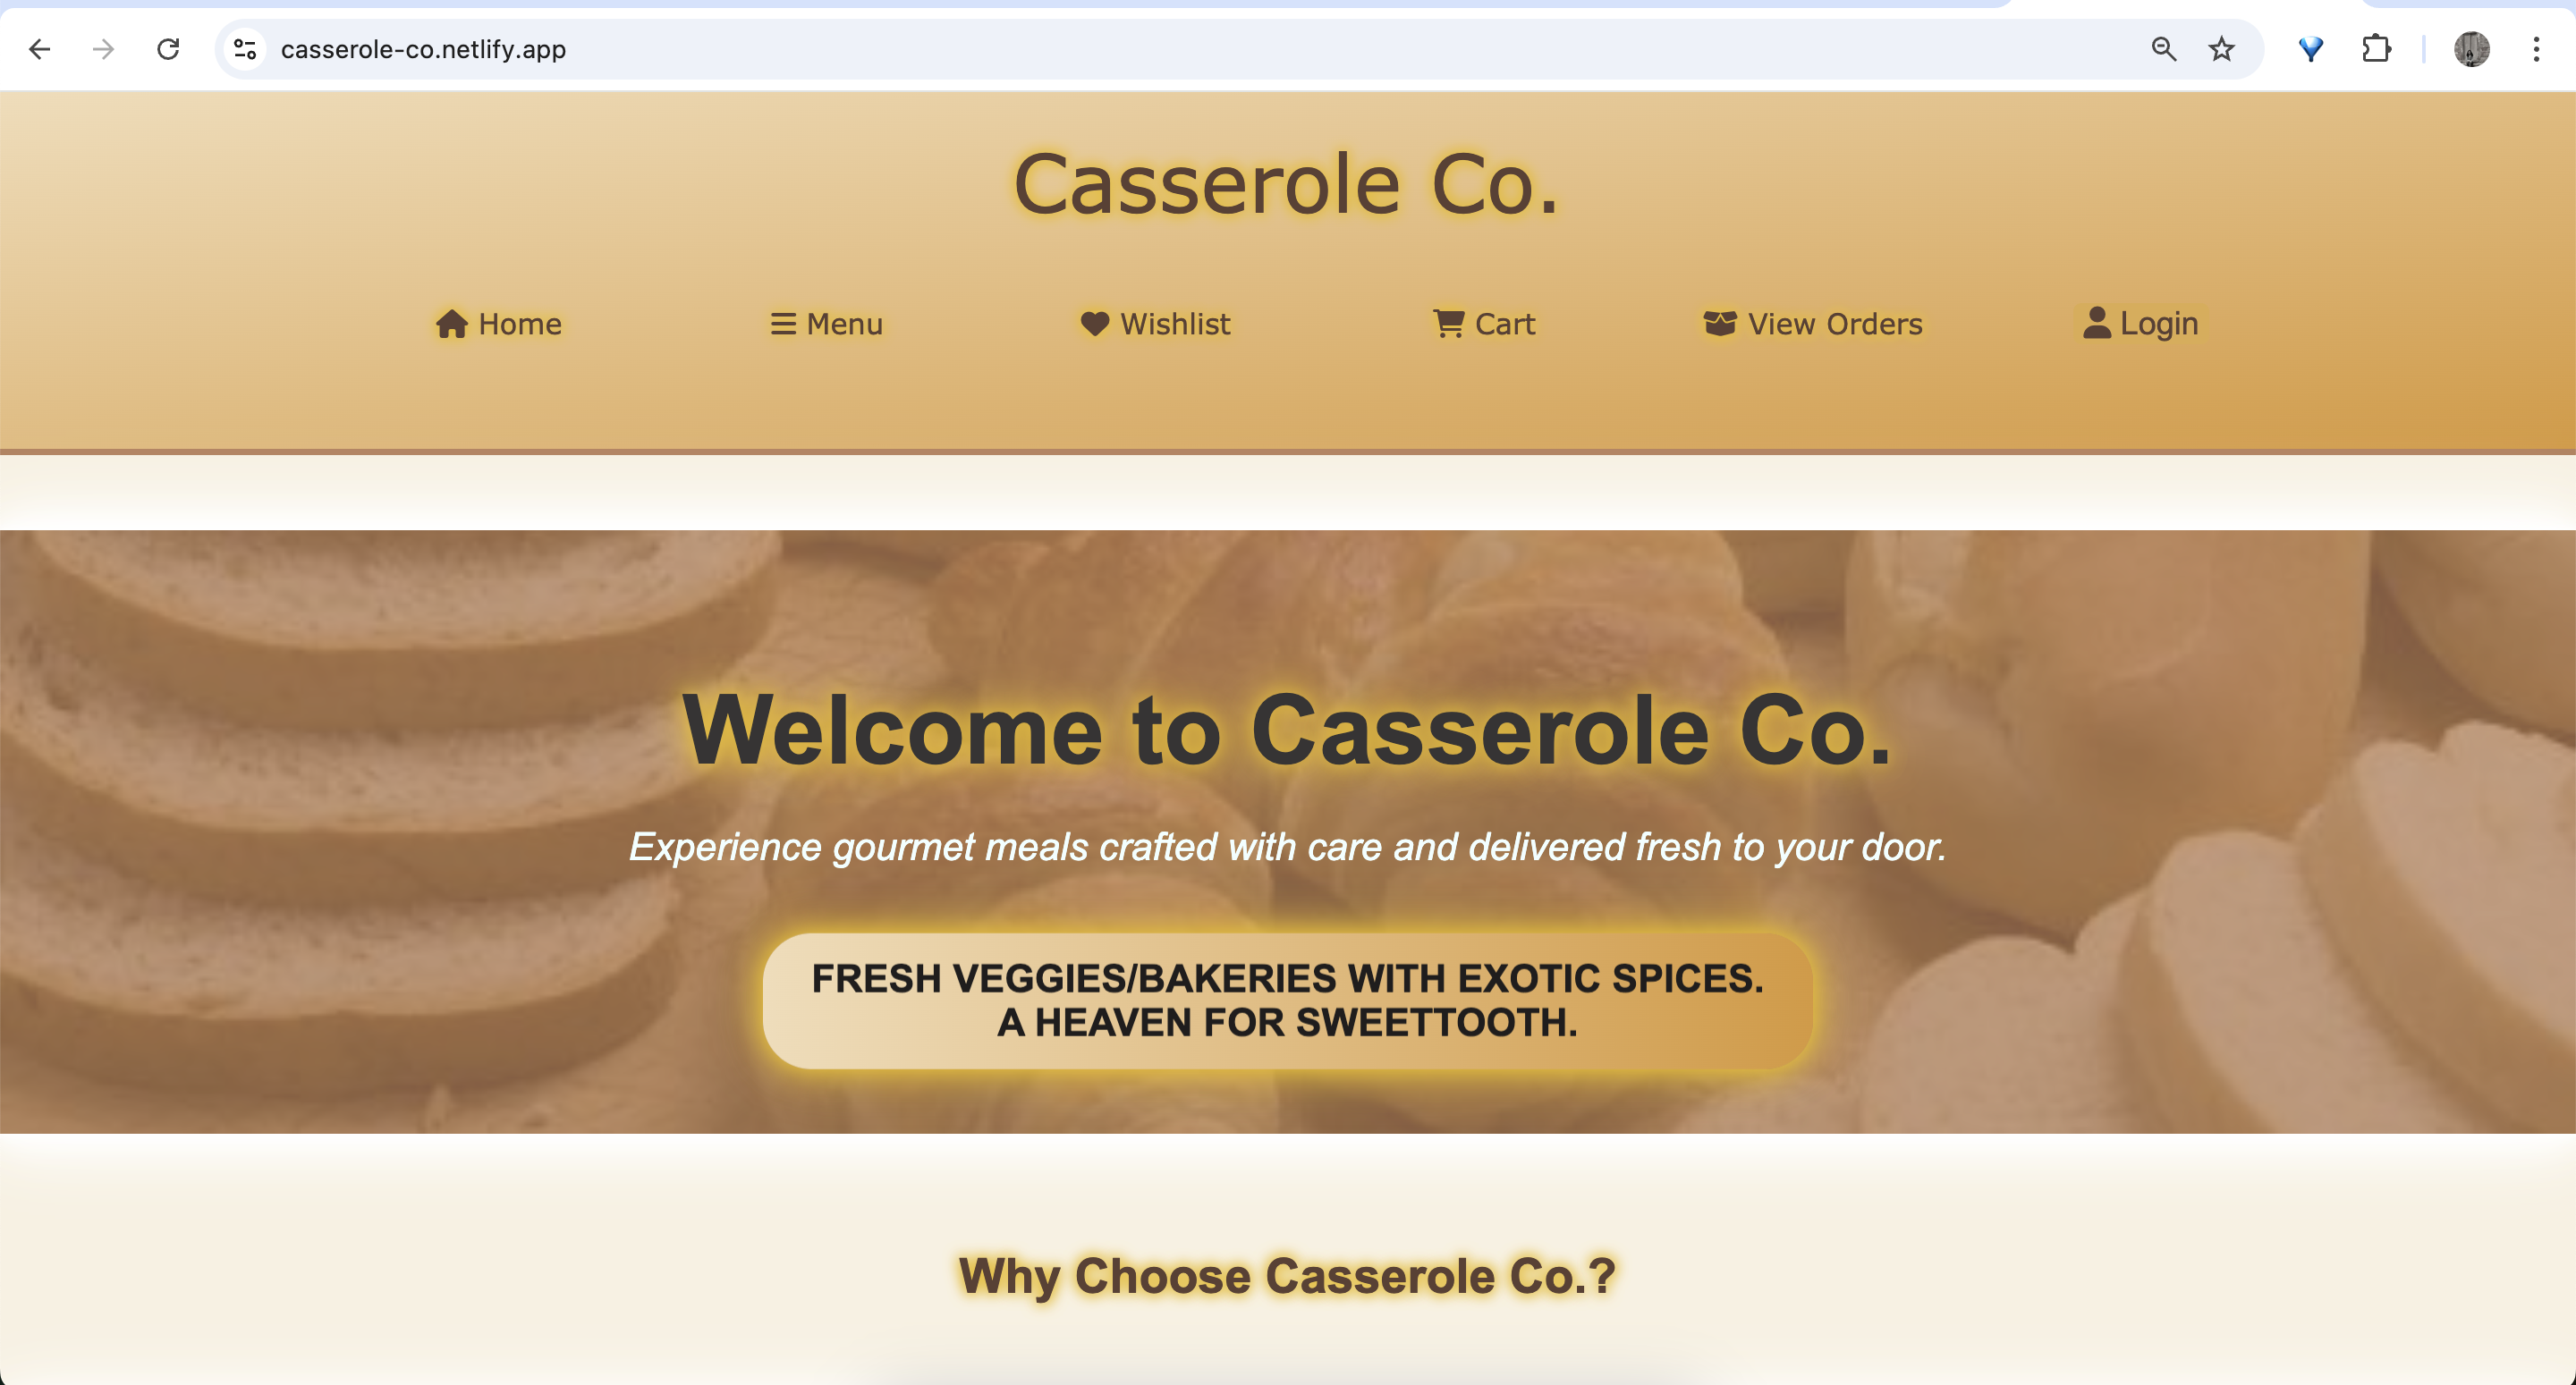 casserole-co.netlify.app
Casserole Co.
Home Menu Wishlist Cart View Orders Login
Welcome to Casserole Co.
Experience gourmet meals crafted with care and delivered fresh to your door.
FRESH VEGGIES/BAKERIES WITH EXOTIC SPICES.
A HEAVEN FOR SWEETTOOTH.
Why Choose Casserole Co.?